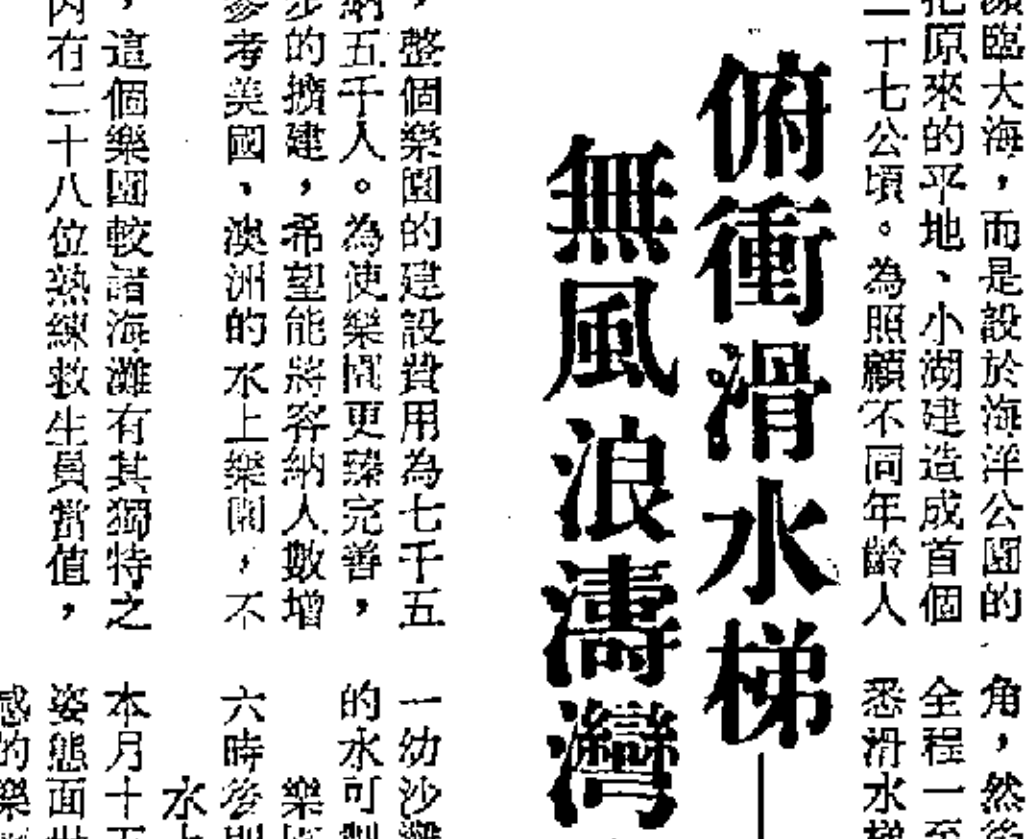 瀕臨大海，而是設於海洋公園的
把原來的平地、小湖建造成首個
二十七公頃。為照顧不同年齡人
俯衝滑水梯——
無風浪濤灣
，整個樂園的建設費用為七千五
納五千人。為使樂園更臻完善，
步的擴建，希望能將容納人數增
參考美國、澳洲的水上樂園，不
，這個樂園較諸海灘有其獨特之
內有二十八位熟練救生員當值，
角，然後
全程一至
悉滑水梯
一幼沙灘
的水可製
樂
六時後則
水上
本月十五
姿態面世
感的樂